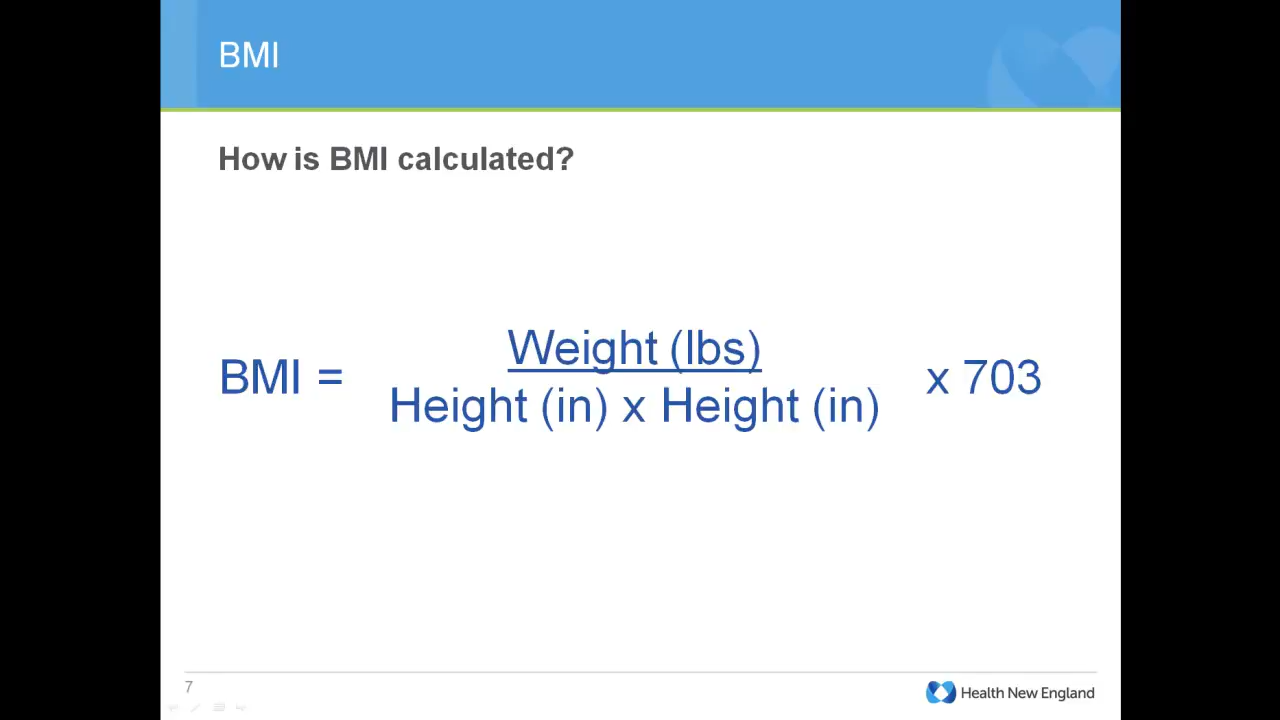 BMI
How is BMI calculated?
Weight (lbs)
BMI = x 703
Height (in) x Height (in)
7
Health New England